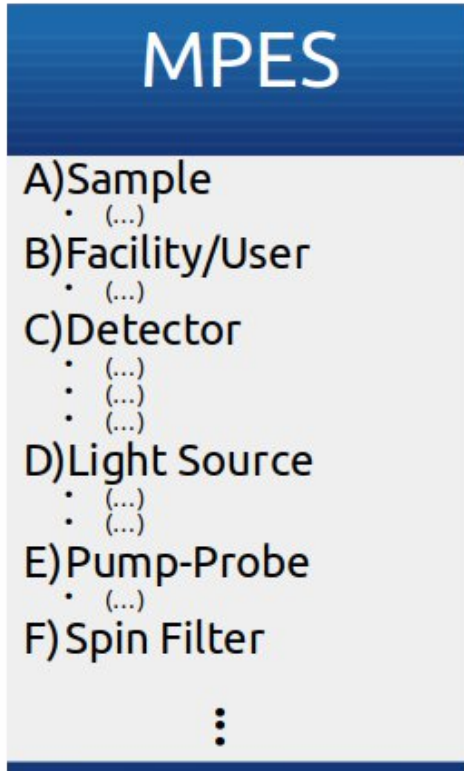 MPES
A)Sample
• (...)
B)Facility/User
• (...)
C)Detector
• (...)
• (...)
• (...)
D)Light Source
• (...)
• (...)
E)Pump-Probe
• (...)
F)Spin Filter
⋮